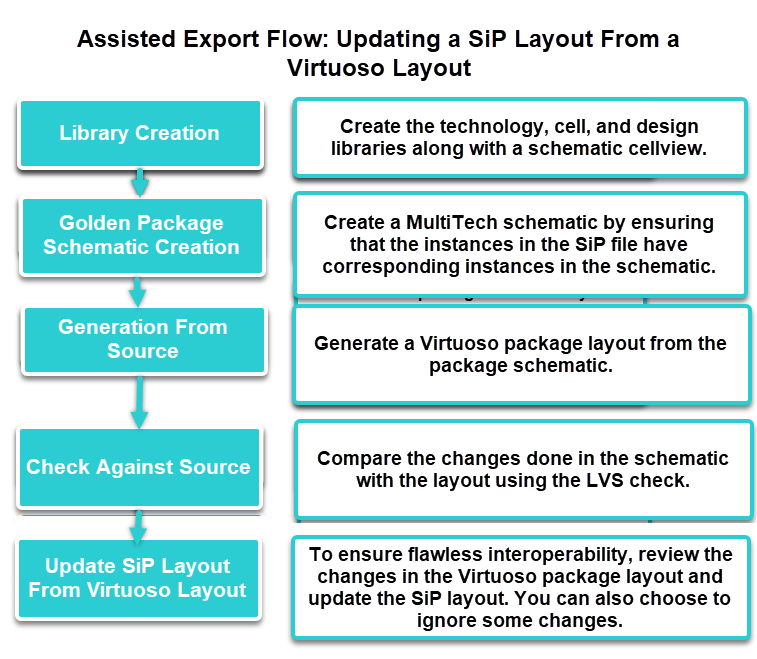 Assisted Export Flow: Updating a SiP Layout From a
Virtuoso Layout
Library Creation
Create the technology, cell, and design
libraries along with a schematic cellview.
Golden Package
Schematic Creation
Create a MultiTech schematic by ensuring
that the instances in the SiP file have
corresponding instances in the schematic.
Generation From
Source
Generate a Virtuoso package layout from the
package schematic.
Check Against Source
Compare the changes done in the schematic
with the layout using the LVS check.
Update SiP Layout
From Virtuoso Layout
To ensure flawless interoperability, review the
changes in the Virtuoso package layout and
update the SiP layout. You can also choose to
ignore some changes.